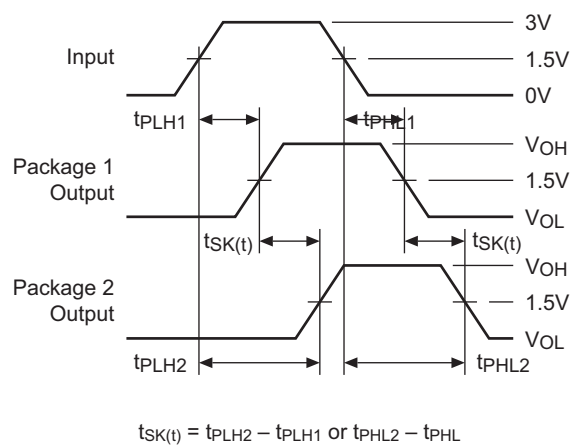 3V
Input
1.5V
0V
tPLH1
tPHL1
VOH
Package 1
Output
1.5V
VOL
tSK(t)
tSK(t)
VOH
Package 2
Output
1.5V
VOL
tPLH2
tPHL2
tSK(t) = tPLH2 – tPLH1 or tPHL2 – tPHL